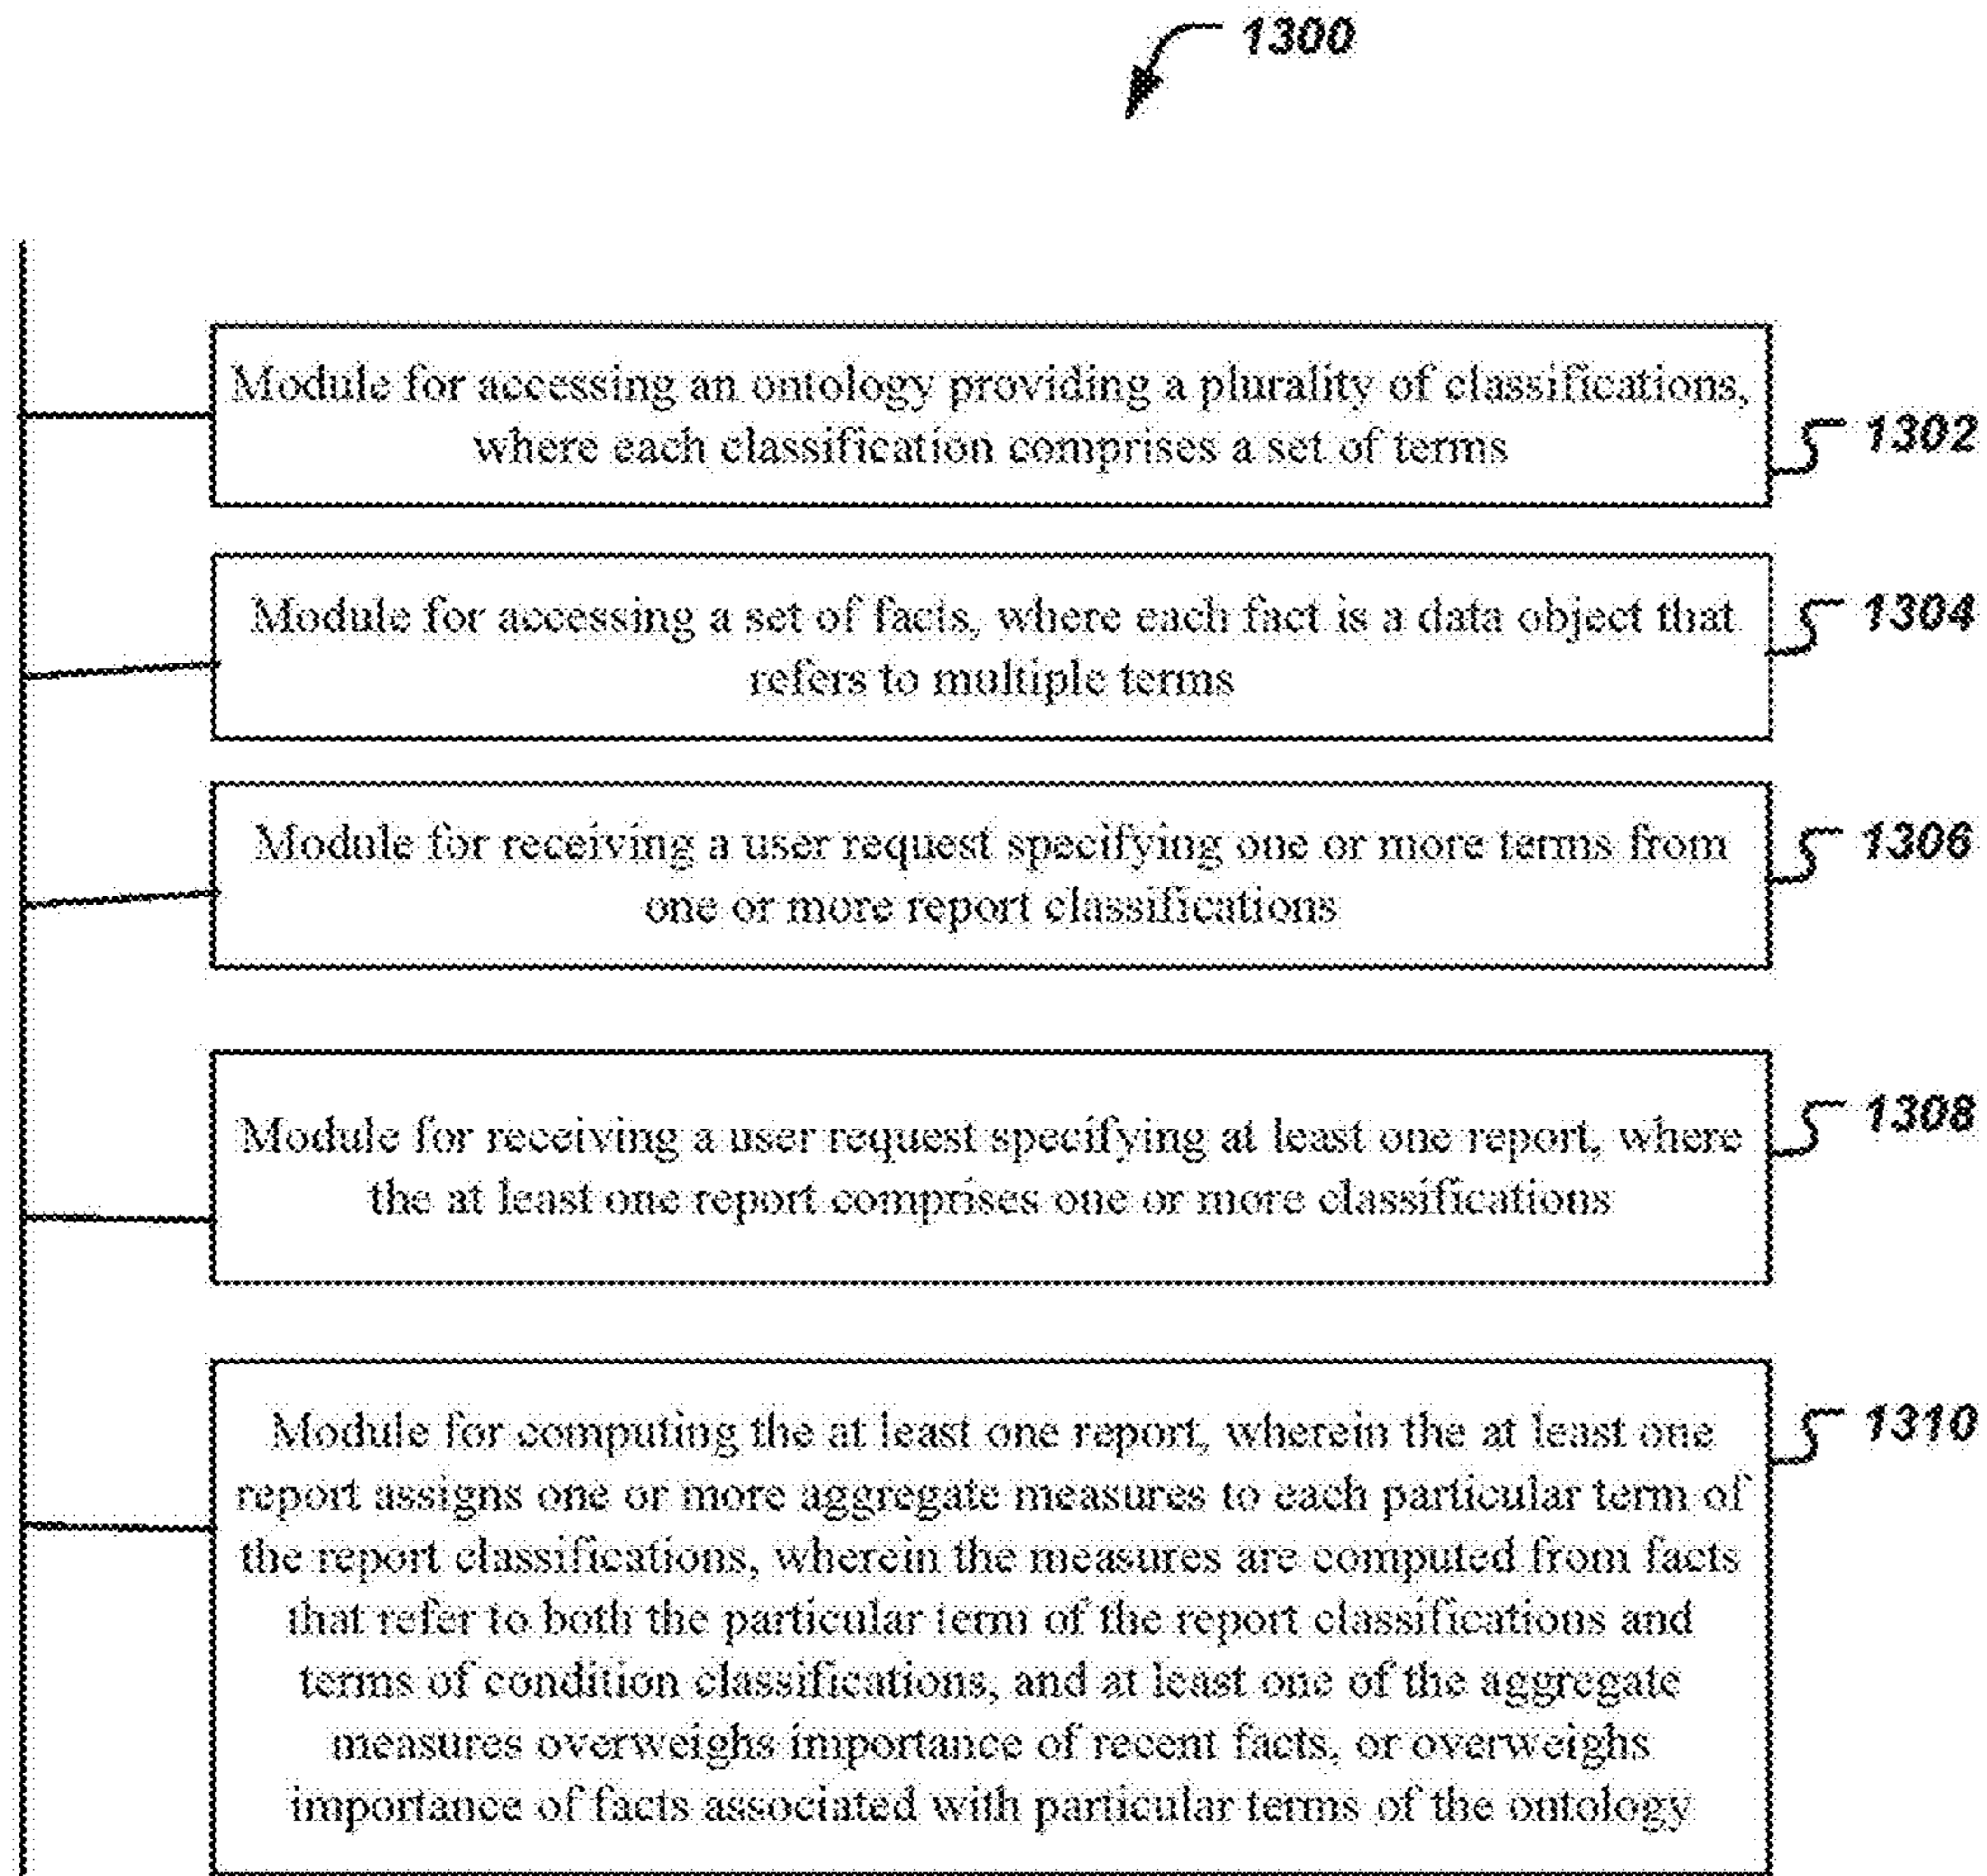 1300
Module for accessing an ontology providing a plurality of classifications,
where each classification comprises a set of terms
1302
Module for accessing a set of facts, where each fact is a data object that
refers to multiple terms
1304
Module for receiving a user request specifying one or more terms from
one or more report classifications
1306
Module for receiving a user request specifying at least one report, where
the at least one report comprises one or more classifications
1308
Module for computing the at least one report, wherein the at least one
report assigns one or more aggregate measures to each particular term of
the report classifications, wherein the measures are computed from facts
that refer to both the particular term of the report classifications and
terms of condition classifications, and at least one of the aggregate
measures overweighs importance of recent facts, or overweighs
importance of facts associated with particular terms of the ontology
1310